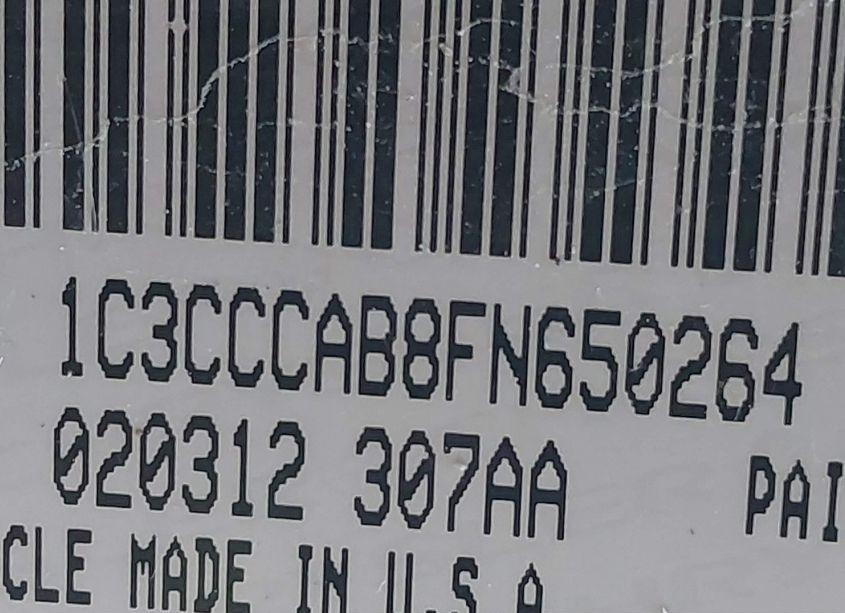 1C3CCCAB8FN650264
020312 307AA PAI
CLE MADE IN U.S.A